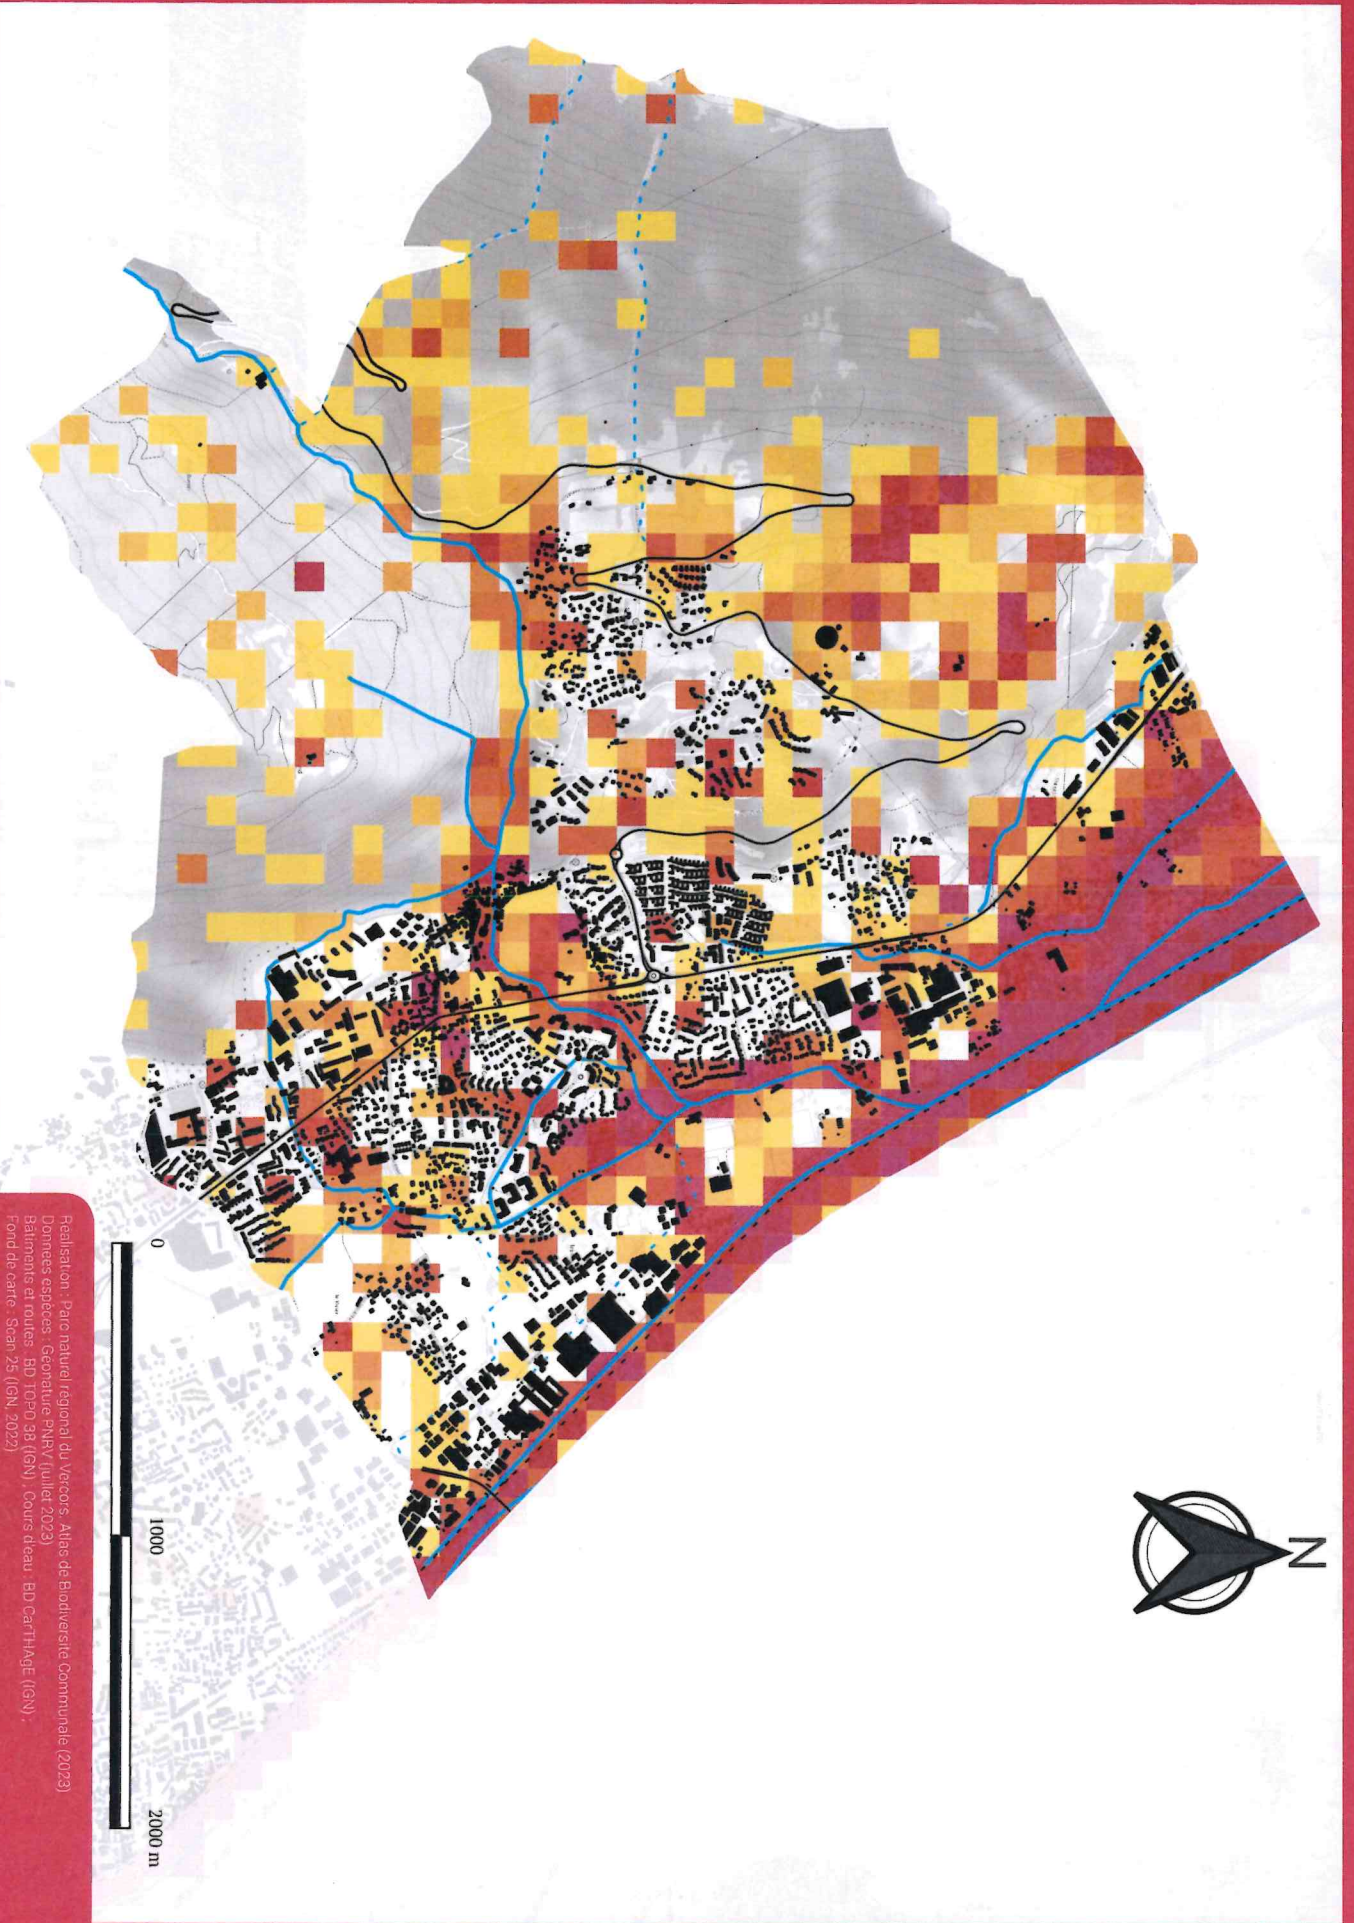 N
0
1000
2000 m
Réalisation : Parc naturel régional du Vercors. Atlas de Biodiversité Communale (2023)
Données espèces : Géonature PNRV (juillet 2023)
Bâtiments et routes : BD TOPO 38 (IGN) ; Cours d'eau : BD CarTHAgE (IGN) ;
Fond de carte : Scan 25 (IGN, 2022)